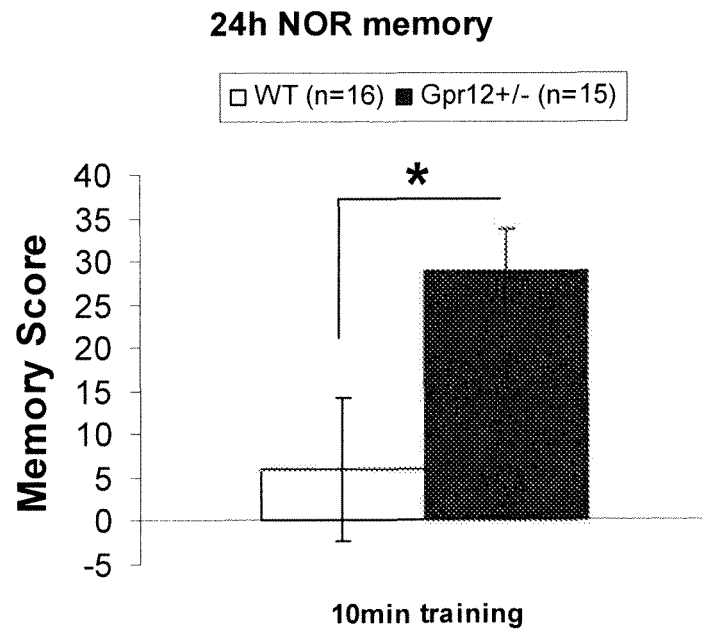 24h NOR memory
WT (n=16) Gpr12+/- (n=15)
*
40
35
30
25
20
15
10
5
0
-5
Memory Score
10min training